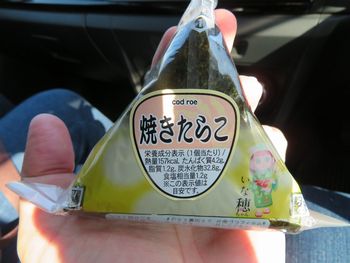 cod roe
焼きたらこ
栄養成分表示(1個当たり)/
熱量157kcal、たんぱく質4.2g、
脂質1.2g、炭水化物32.8g、
食塩相当量1.2g
※この表示値は
目安です。
いな穂